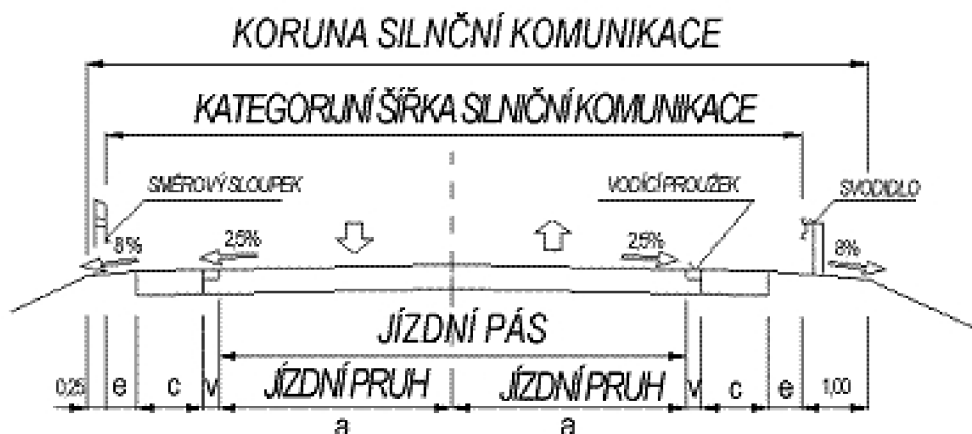 KORUNA SILNČNÍ KOMUNIKACE
KATEGORIJNÍ ŠÍŘKA SILNIČNÍ KOMUNIKACE
SMĚROVÝ SLOUPEK VODÍCÍ PROUŽEK SVODIDLO
8% 2,5% 2,5% 8%
JÍZDNÍ PÁS
0,25 e c v JÍZDNÍ PRUH JÍZDNÍ PRUH v c e 1,00
a a